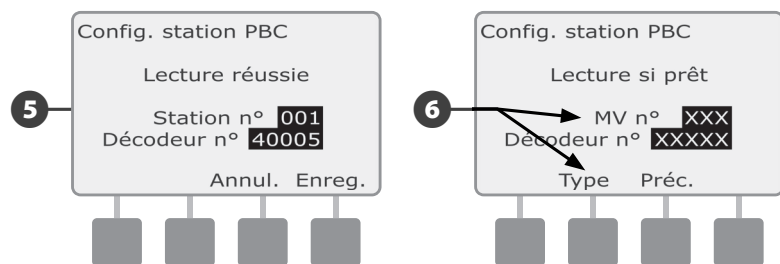 Config. station PBC
Lecture réussie
5
Station n° 001
Décodeur n° 40005
Annul. Enreg.
Config. station PBC
Lecture si prêt
6
MV n° XXX
Décodeur n° XXXXX
Type Préc.